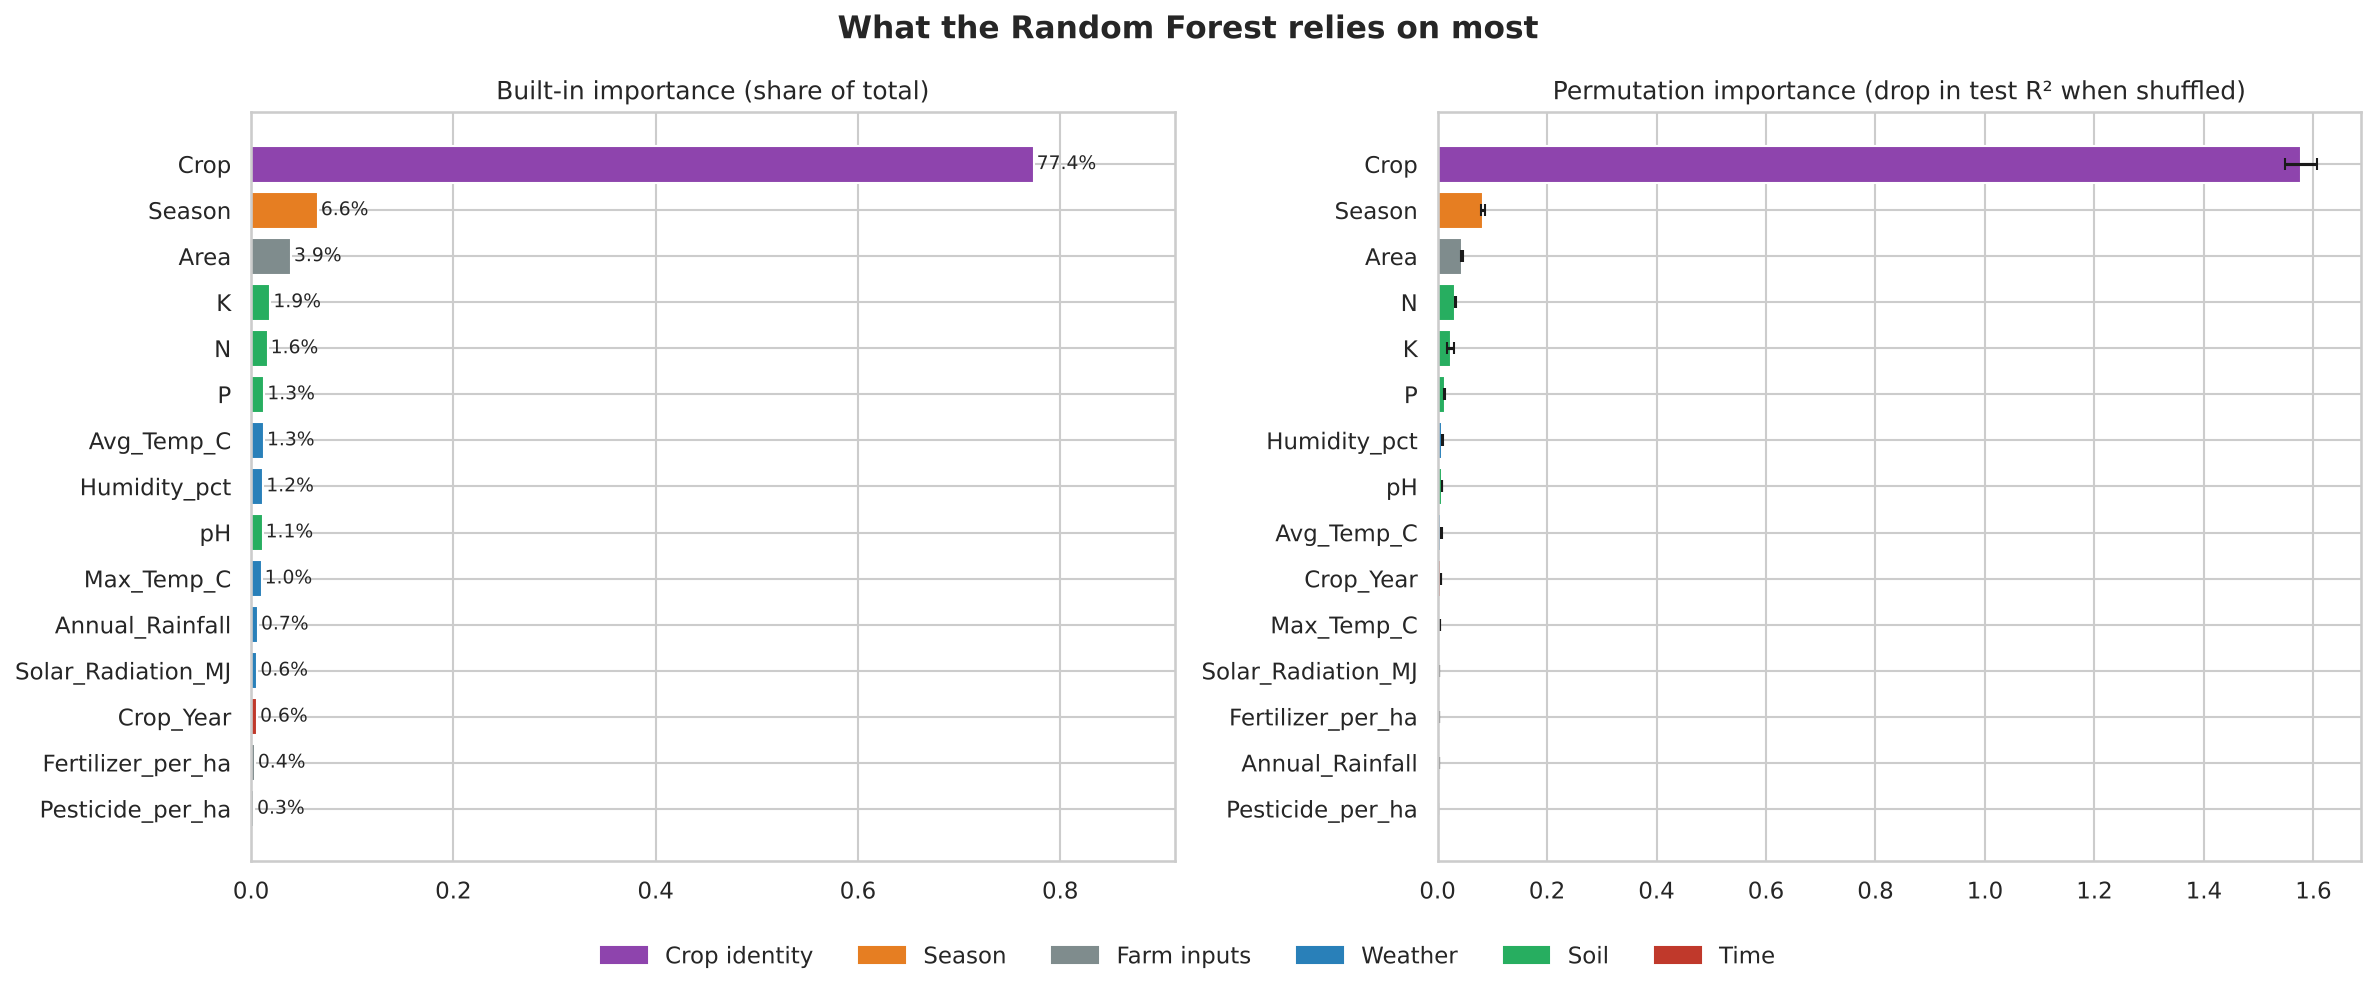 What the Random Forest relies on most
Built-in importance (share of total)
Crop 77.4%
Season 6.6%
Area 3.9%
K 1.9%
N 1.6%
P 1.3%
Avg_Temp_C 1.3%
Humidity_pct 1.2%
pH 1.1%
Max_Temp_C 1.0%
Annual_Rainfall 0.7%
Solar_Radiation_MJ 0.6%
Crop_Year 0.6%
Fertilizer_per_ha 0.4%
Pesticide_per_ha 0.3%
0.0 0.2 0.4 0.6 0.8
Permutation importance (drop in test R² when shuffled)
Crop
Season
Area
N
K
P
Humidity_pct
pH
Avg_Temp_C
Crop_Year
Max_Temp_C
Solar_Radiation_MJ
Fertilizer_per_ha
Annual_Rainfall
Pesticide_per_ha
0.0 0.2 0.4 0.6 0.8 1.0 1.2 1.4 1.6
Crop identity Season Farm inputs Weather Soil Time